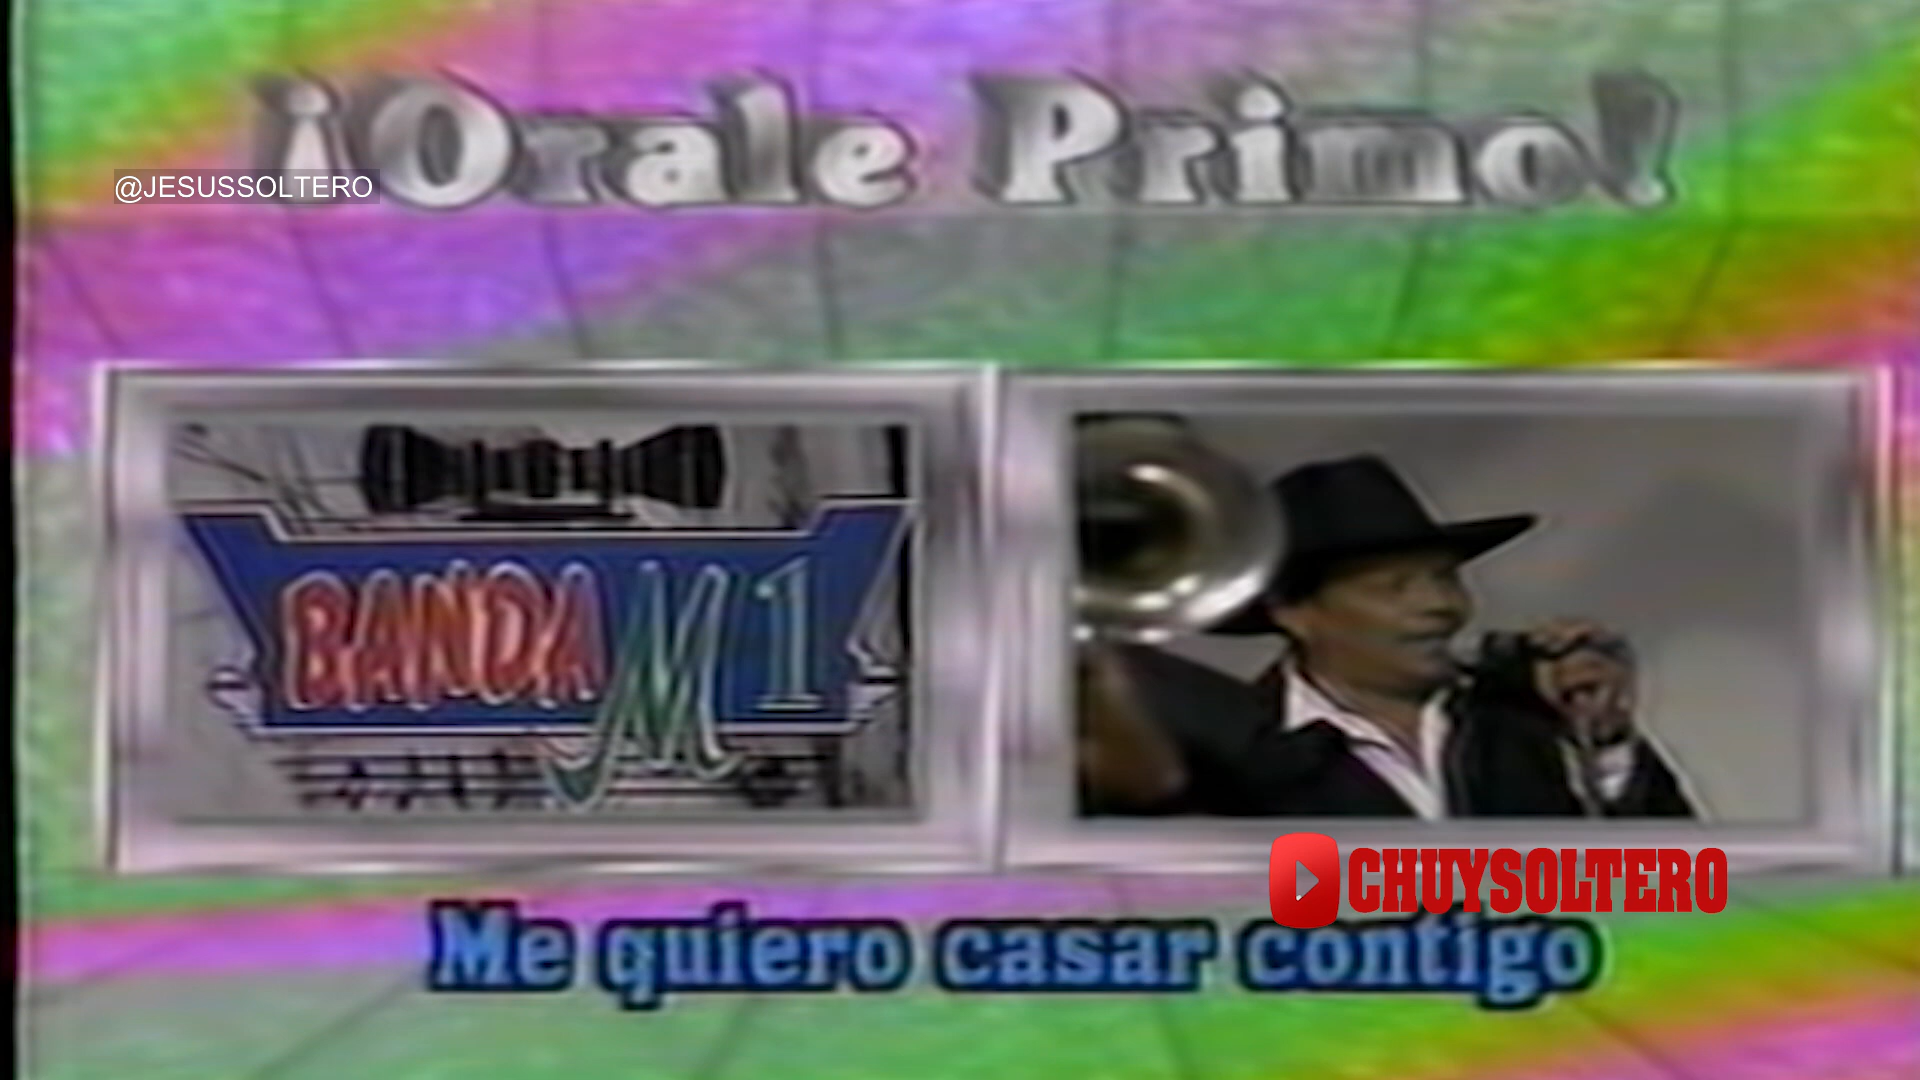 ¡Orale Primo!
@JESUSSOLTERO
BANDA M1
CHUYSOLTERO
Me quiero casar contigo